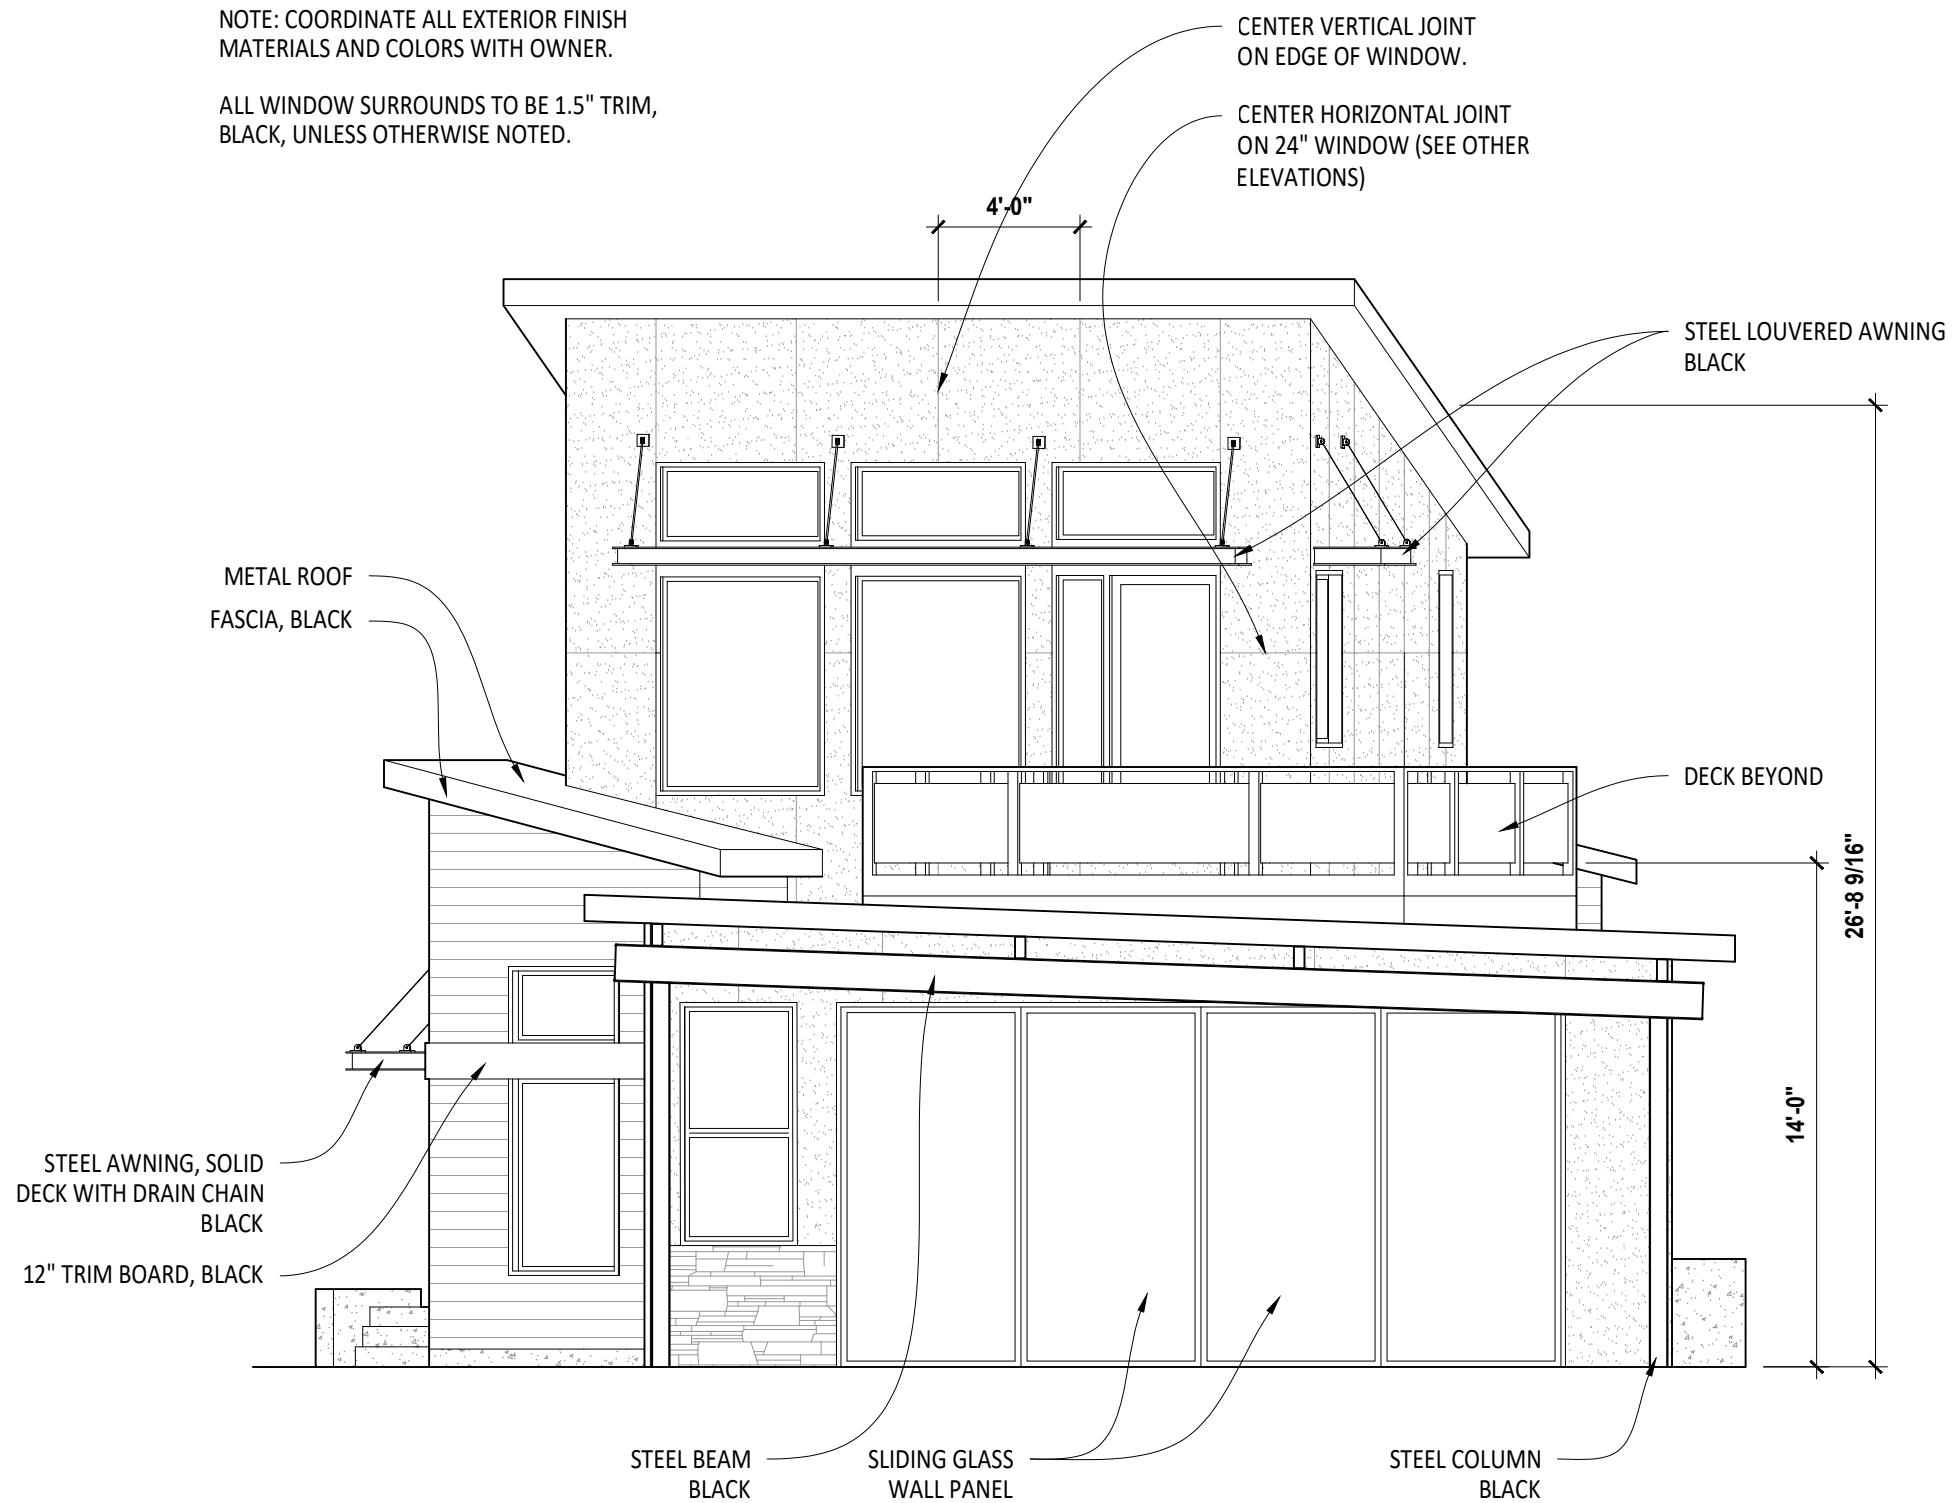 NOTE: COORDINATE ALL EXTERIOR FINISH
MATERIALS AND COLORS WITH OWNER.
ALL WINDOW SURROUNDS TO BE 1.5" TRIM,
BLACK, UNLESS OTHERWISE NOTED.
CENTER VERTICAL JOINT
ON EDGE OF WINDOW.
CENTER HORIZONTAL JOINT
ON 24" WINDOW (SEE OTHER
ELEVATIONS)
4'-0"
STEEL LOUVERED AWNING
BLACK
METAL ROOF
FASCIA, BLACK
DECK BEYOND
26'-8 9/16"
14'-0"
STEEL AWNING, SOLID
DECK WITH DRAIN CHAIN
BLACK
12" TRIM BOARD, BLACK
STEEL BEAM
BLACK
SLIDING GLASS
WALL PANEL
STEEL COLUMN
BLACK